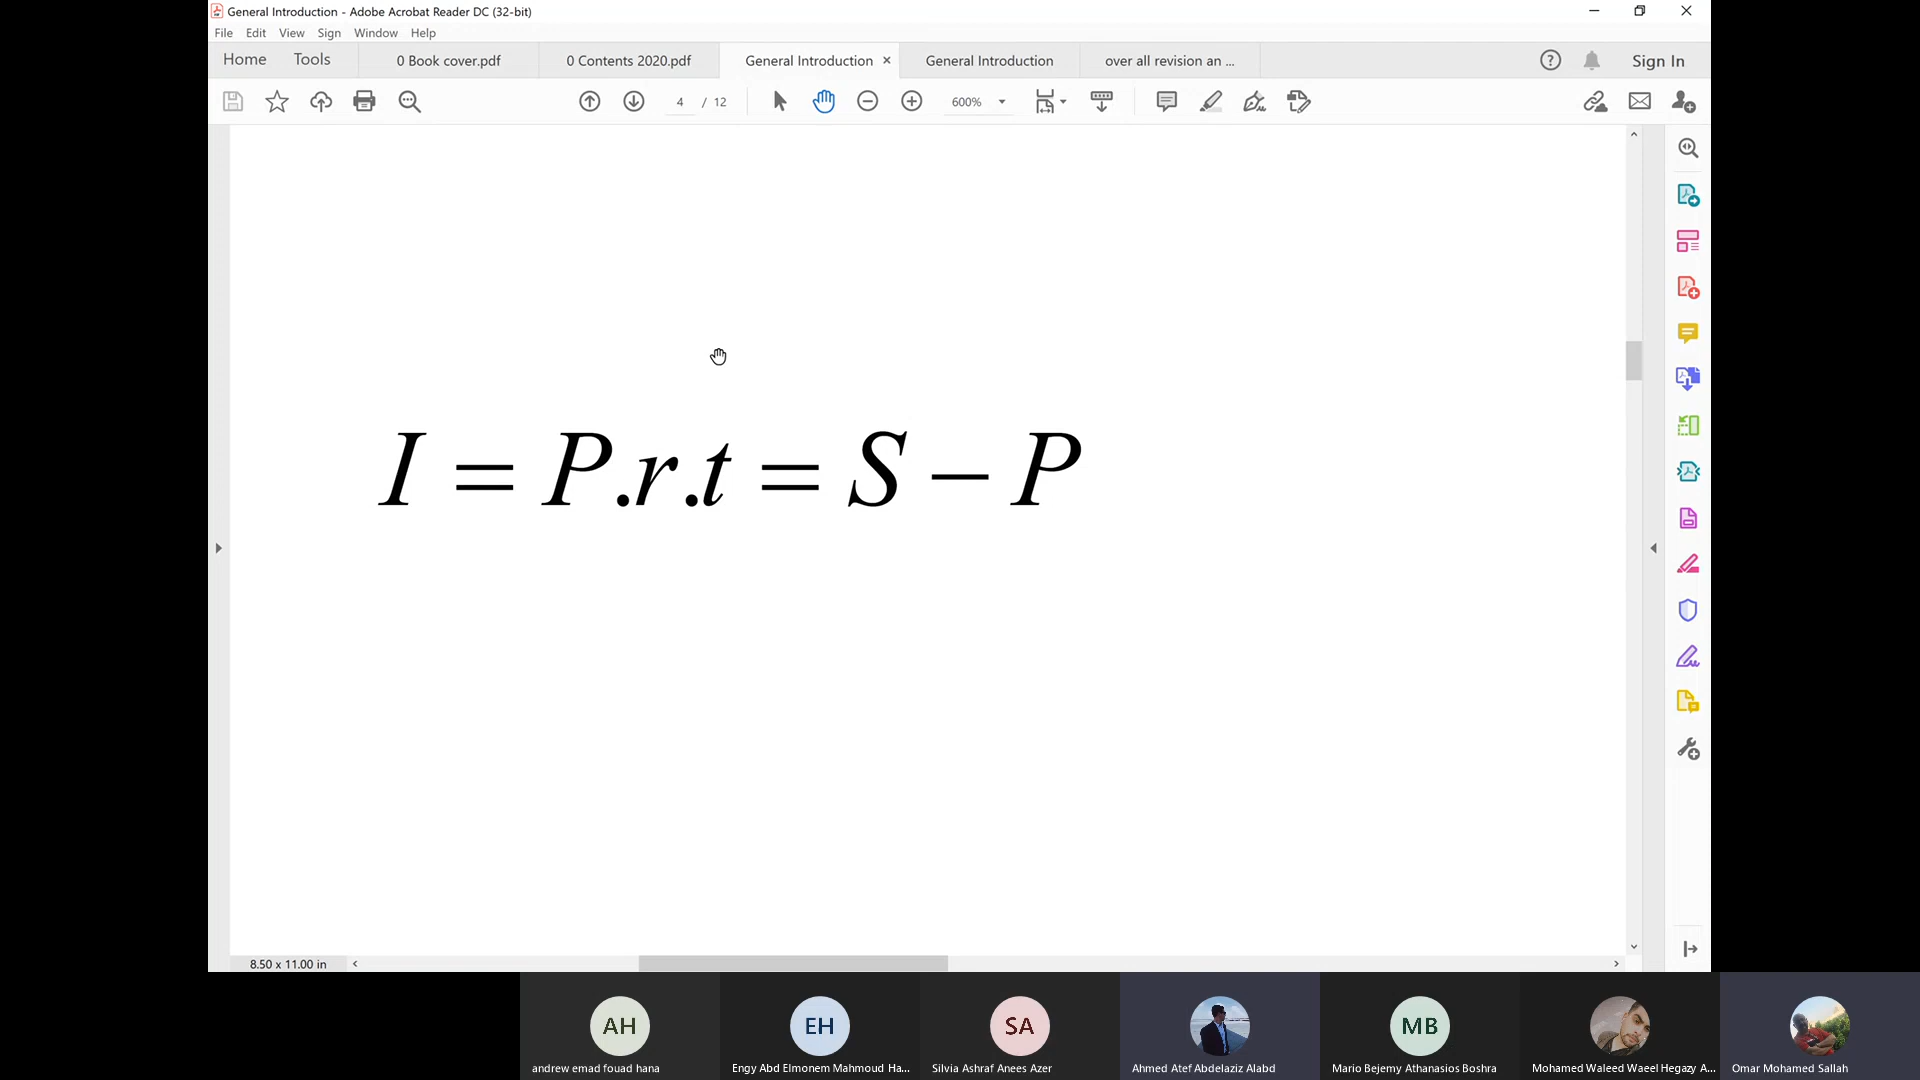 General Introduction - Adobe Acrobat Reader DC (32-bit)
File Edit View Sign Window Help
Home Tools 0 Book cover.pdf 0 Contents 2020.pdf General Introduction × General Introduction over all revision an ... Sign In
4 / 12 600%
I = P.r.t = S − P
8.50 x 11.00 in
AH EH SA MB
andrew emad fouad hana Engy Abd Elmonem Mahmoud Ha... Silvia Ashraf Anees Azer Ahmed Atef Abdelaziz Alabd Mario Bejemy Athanasios Boshra Mohamed Waleed Waeel Hegazy A... Omar Mohamed Sallah